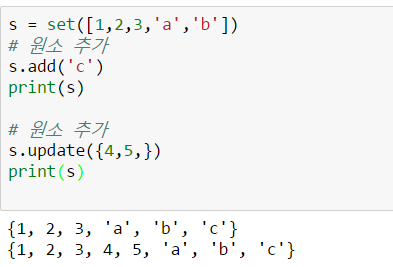 s = set([1,2,3,'a','b'])
# 원소 추가
s.add('c')
print(s)
# 원소 추가
s.update({4,5,})
print(s)
{1, 2, 3, 'a', 'b', 'c'}
{1, 2, 3, 4, 5, 'a', 'b', 'c'}